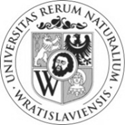 UNIVERSITAS RERUM NATURALIUM
WRATISLAVIENSIS
W